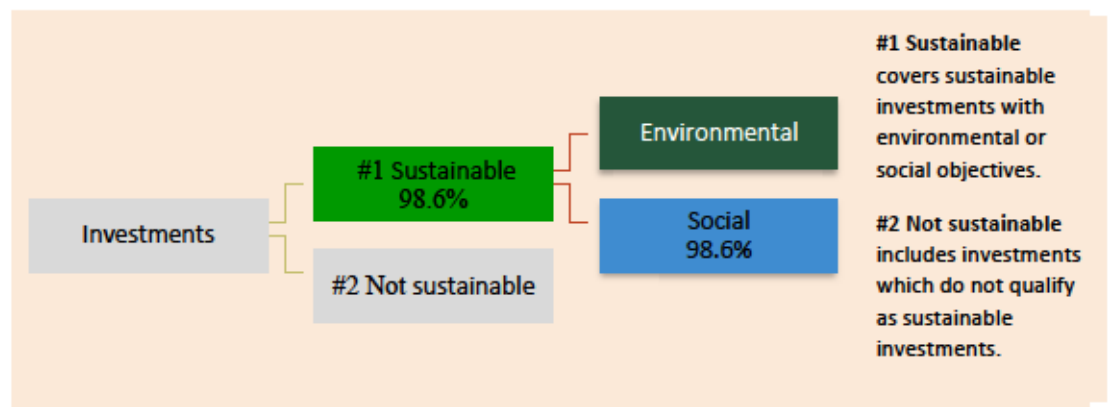 Investments
#1 Sustainable
98.6%
#2 Not sustainable
Environmental
Social
98.6%
#1 Sustainable
covers sustainable
investments with
environmental or
social objectives.
#2 Not sustainable
includes investments
which do not qualify
as sustainable
investments.